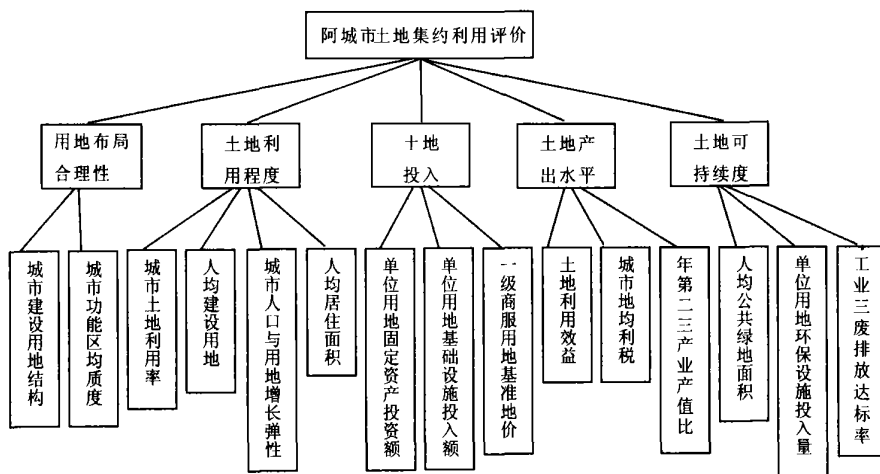 阿城市土地集约利用评价
用地布局
合理性
土地利
用程度
十地
投入
土地产
出水平
土地可
持续度
城市建设用地结构
城市功能区均质度
城市土地利用率
人均建设用地
城市人口与用地增长弹性
人均居住面积
单位用地固定资产投资额
单位用地基础设施投入额
一级商服用地基准地价
土地利用效益
城市地均利税
年第二三产业产值比
人均公共绿地面积
单位用地环保设施投入量
工业三废排放达标率